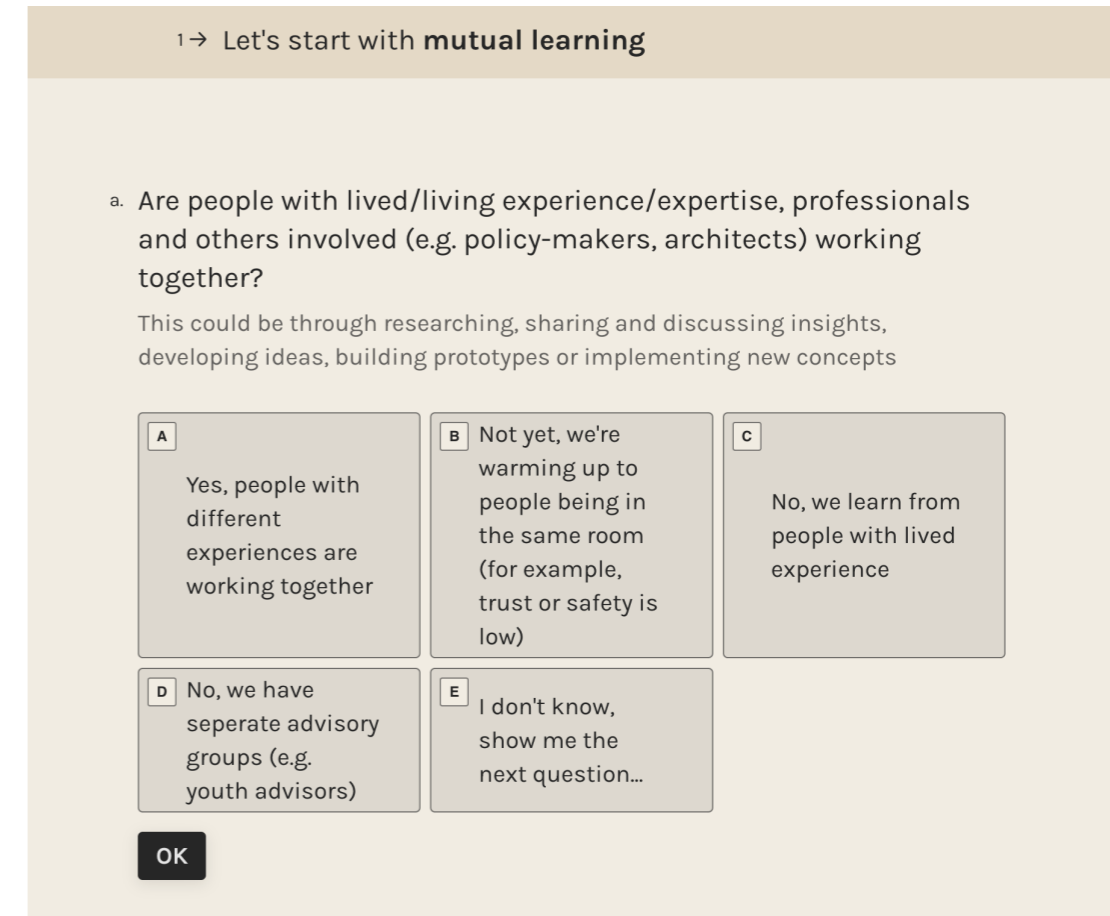 1→ Let's start with mutual learning
a. Are people with lived/living experience/expertise, professionals
and others involved (e.g. policy-makers, architects) working
together?
This could be through researching, sharing and discussing insights,
developing ideas, building prototypes or implementing new concepts
A
Yes, people with
different
experiences are
working together
B Not yet, we're
warming up to
people being in
the same room
(for example,
trust or safety is
low)
C
No, we learn from
people with lived
experience
D No, we have
seperate advisory
groups (e.g.
youth advisors)
E
I don't know,
show me the
next question...
OK